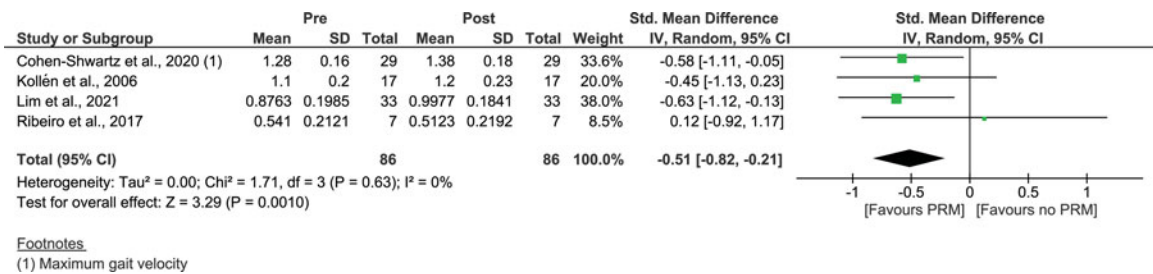 Pre Post Std. Mean Difference Std. Mean Difference
Study or Subgroup Mean SD Total Mean SD Total Weight IV, Random, 95% CI IV, Random, 95% CI
Cohen-Shwartz et al., 2020 (1) 1.28 0.16 29 1.38 0.18 29 33.6% -0.58 [-1.11, -0.05]
Kollén et al., 2006 1.1 0.2 17 1.2 0.23 17 20.0% -0.45 [-1.13, 0.23]
Lim et al., 2021 0.8763 0.1985 33 0.9977 0.1841 33 38.0% -0.63 [-1.12, -0.13]
Ribeiro et al., 2017 0.541 0.2121 7 0.5123 0.2192 7 8.5% 0.12 [-0.92, 1.17]
Total (95% CI) 86 86 100.0% -0.51 [-0.82, -0.21]
Heterogeneity: Tau² = 0.00; Chi² = 1.71, df = 3 (P = 0.63); I² = 0%
Test for overall effect: Z = 3.29 (P = 0.0010)
-1 -0.5 0 0.5 1
[Favours PRM] [Favours no PRM]
Footnotes
(1) Maximum gait velocity